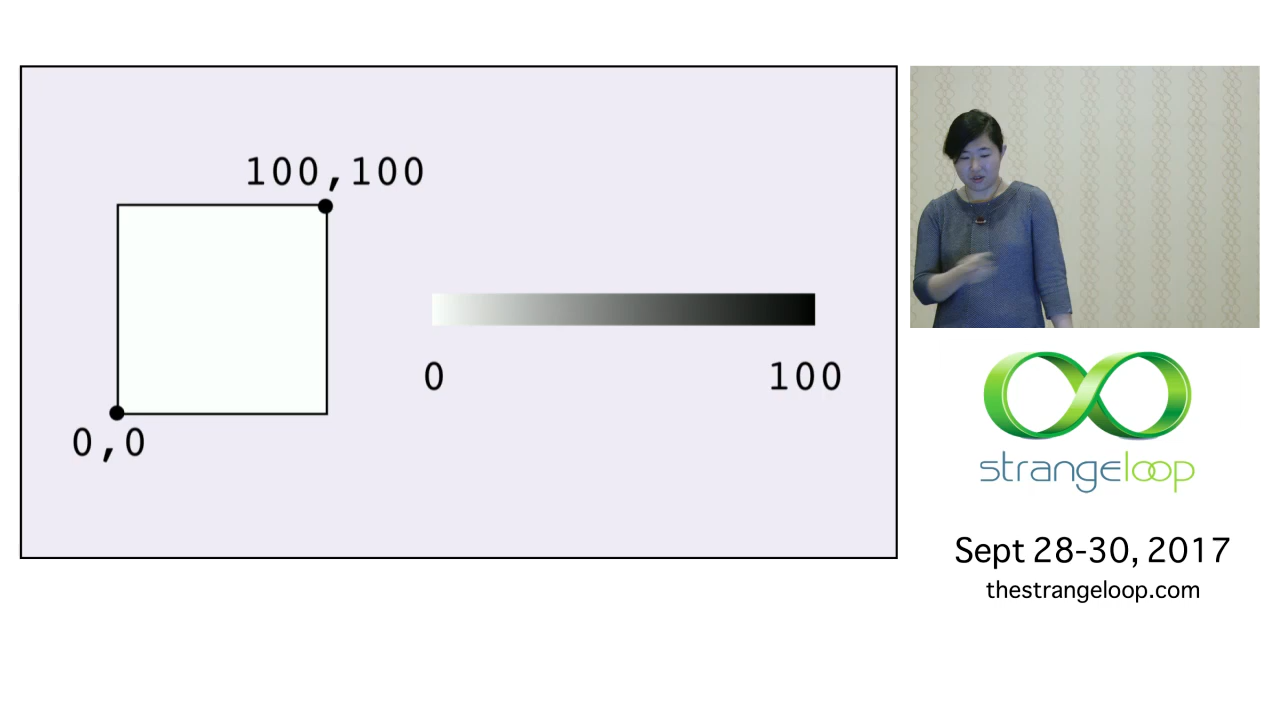 100,100
0,0
0
100
strangeloop
Sept 28-30, 2017
thestrangeloop.com